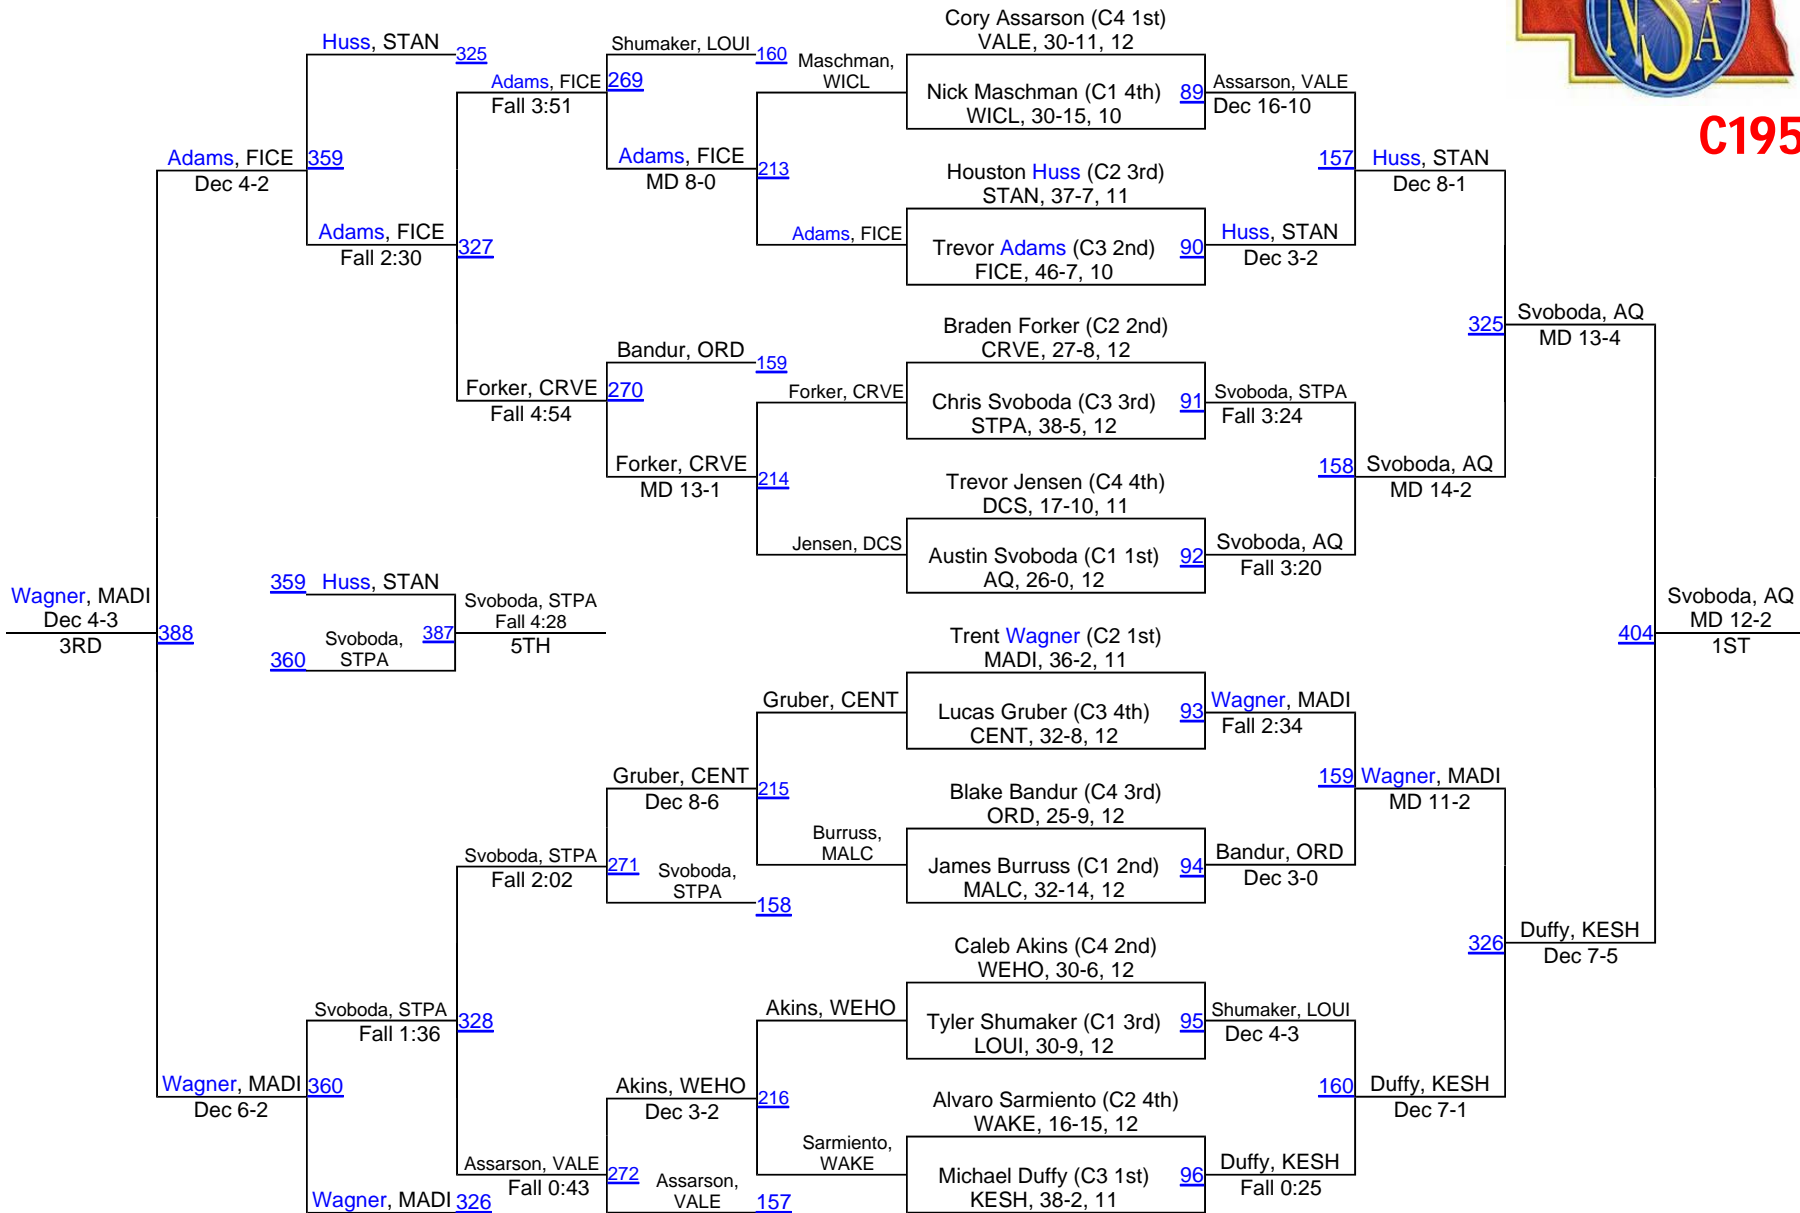 NSAA
C195
Huss, STAN
325
Adams, FICE
Dec 4-2
359
Adams, FICE
Fall 2:30
327
Adams, FICE
Fall 3:51
269
Shumaker, LOUI
160
Adams, FICE
MD 8-0
213
Maschman,
WICL
Adams, FICE
Cory Assarson (C4 1st)
VALE, 30-11, 12
Nick Maschman (C1 4th)
WICL, 30-15, 10
89
Assarson, VALE
Dec 16-10
Houston Huss (C2 3rd)
STAN, 37-7, 11
Trevor Adams (C3 2nd)
FICE, 46-7, 10
90
Huss, STAN
Dec 3-2
157
Huss, STAN
Dec 8-1
Forker, CRVE
Fall 4:54
270
Bandur, ORD
159
Forker, CRVE
MD 13-1
214
Forker, CRVE
Jensen, DCS
Braden Forker (C2 2nd)
CRVE, 27-8, 12
Chris Svoboda (C3 3rd)
STPA, 38-5, 12
91
Svoboda, STPA
Fall 3:24
Trevor Jensen (C4 4th)
DCS, 17-10, 11
Austin Svoboda (C1 1st)
AQ, 26-0, 12
92
Svoboda, AQ
Fall 3:20
158
Svoboda, AQ
MD 14-2
325
Svoboda, AQ
MD 13-4
Wagner, MADI
Dec 4-3
3RD
388
359
Huss, STAN
360
Svoboda,
STPA
387
Svoboda, STPA
Fall 4:28
5TH
404
Svoboda, AQ
MD 12-2
1ST
Gruber, CENT
Dec 8-6
215
Gruber, CENT
Burruss,
MALC
Trent Wagner (C2 1st)
MADI, 36-2, 11
Lucas Gruber (C3 4th)
CENT, 32-8, 12
93
Wagner, MADI
Fall 2:34
Blake Bandur (C4 3rd)
ORD, 25-9, 12
James Burruss (C1 2nd)
MALC, 32-14, 12
94
Bandur, ORD
Dec 3-0
159
Wagner, MADI
MD 11-2
Svoboda, STPA
Fall 2:02
271
Svoboda,
STPA
158
Svoboda, STPA
Fall 1:36
328
Wagner, MADI
Dec 6-2
360
Wagner, MADI
326
Assarson, VALE
Fall 0:43
272
Akins, WEHO
Dec 3-2
216
Assarson,
VALE
157
Akins, WEHO
Sarmiento,
WAKE
Caleb Akins (C4 2nd)
WEHO, 30-6, 12
Tyler Shumaker (C1 3rd)
LOUI, 30-9, 12
95
Shumaker, LOUI
Dec 4-3
Alvaro Sarmiento (C2 4th)
WAKE, 16-15, 12
Michael Duffy (C3 1st)
KESH, 38-2, 11
96
Duffy, KESH
Fall 0:25
160
Duffy, KESH
Dec 7-1
326
Duffy, KESH
Dec 7-5